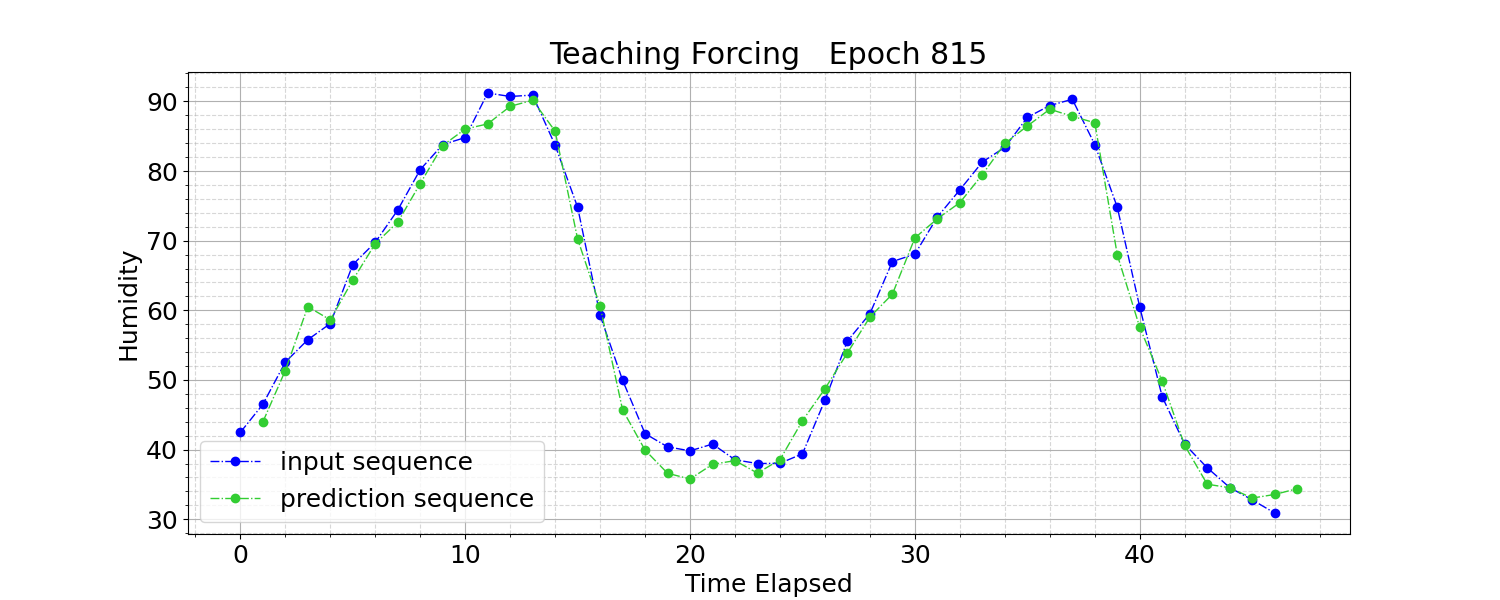 Teaching Forcing   Epoch 815
90
80
70
60
50
40
30
Humidity
input sequence
prediction sequence
0 10 20 30 40
Time Elapsed